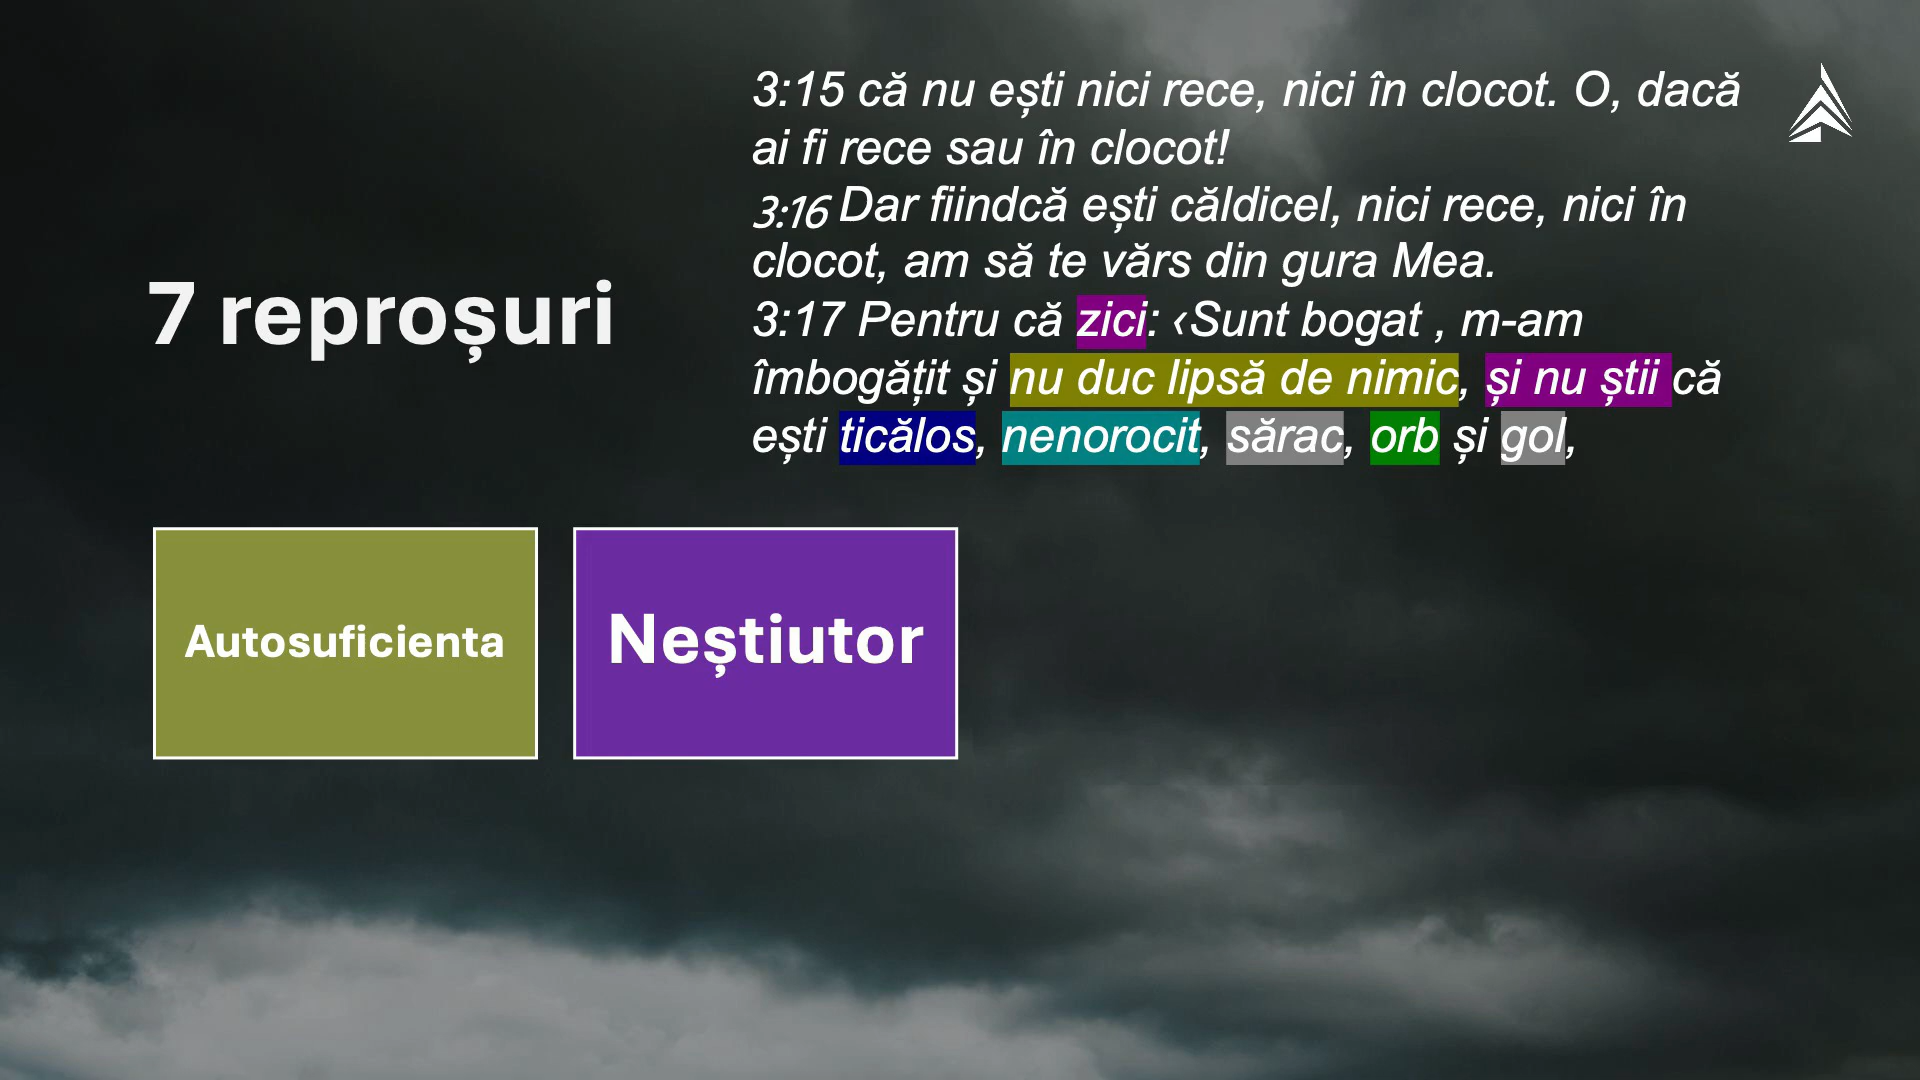 7 reproșuri
3:15 că nu ești nici rece, nici în clocot. O, dacă
ai fi rece sau în clocot!
3:16 Dar fiindcă ești căldicel, nici rece, nici în
clocot, am să te vărs din gura Mea.
3:17 Pentru că zici: ‹Sunt bogat , m-am
îmbogățit și nu duc lipsă de nimic, și nu știi că
ești ticălos, nenorocit, sărac, orb și gol,
Autosuficienta
Neștiutor